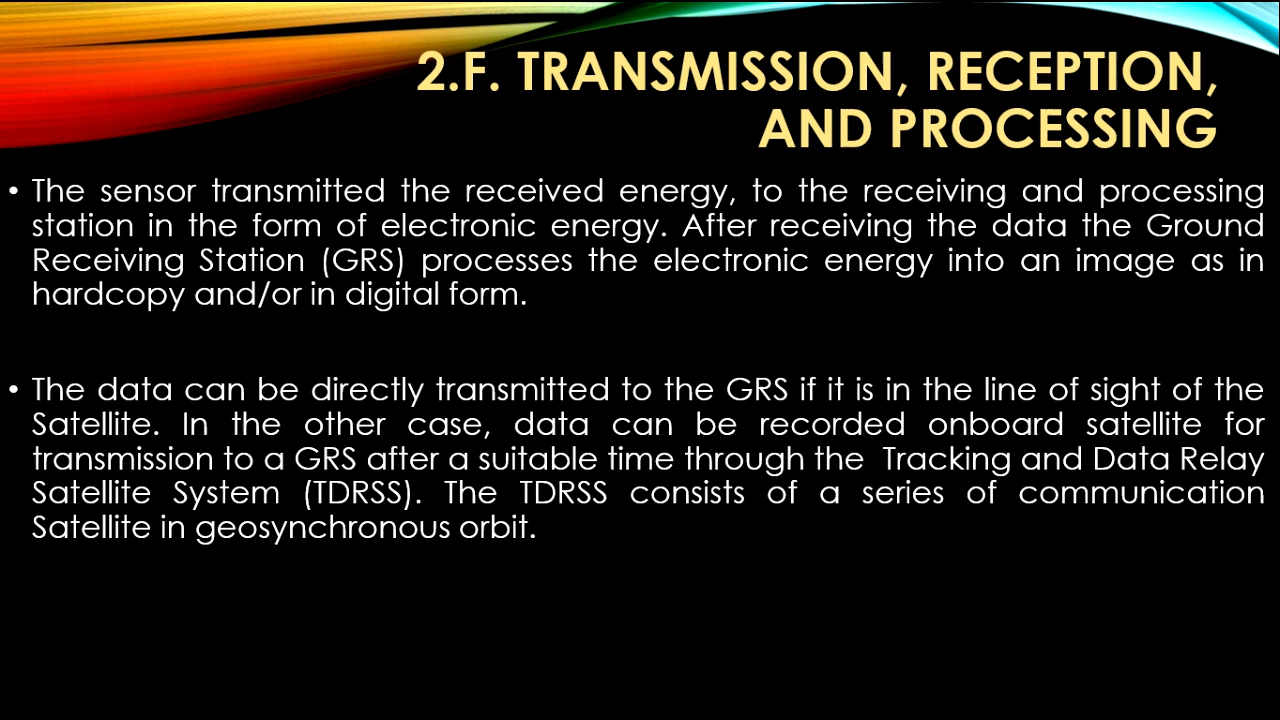 2.F. TRANSMISSION, RECEPTION,
AND PROCESSING
• The sensor transmitted the received energy, to the receiving and processing
station in the form of electronic energy. After receiving the data the Ground
Receiving Station (GRS) processes the electronic energy into an image as in
hardcopy and/or in digital form.
• The data can be directly transmitted to the GRS if it is in the line of sight of the
Satellite. In the other case, data can be recorded onboard satellite for
transmission to a GRS after a suitable time through the Tracking and Data Relay
Satellite System (TDRSS). The TDRSS consists of a series of communication
Satellite in geosynchronous orbit.